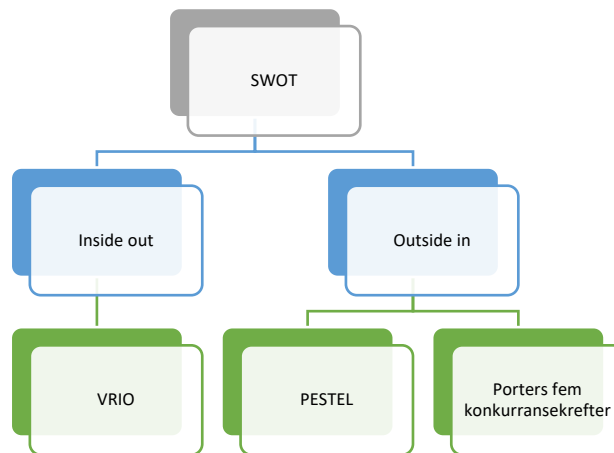 SWOT
Inside out
Outside in
VRIO
PESTEL
Porters fem
konkurransekrefter